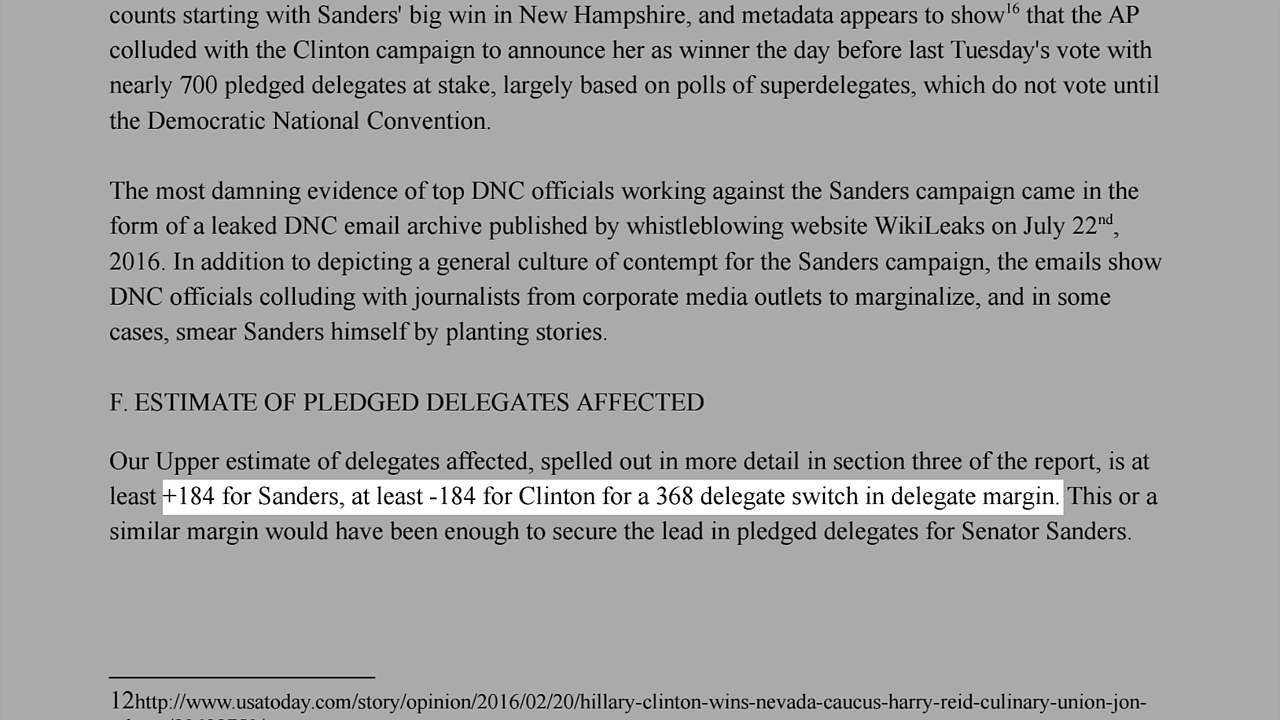 counts starting with Sanders' big win in New Hampshire, and metadata appears to show16 that the AP
colluded with the Clinton campaign to announce her as winner the day before last Tuesday's vote with
nearly 700 pledged delegates at stake, largely based on polls of superdelegates, which do not vote until
the Democratic National Convention.
The most damning evidence of top DNC officials working against the Sanders campaign came in the
form of a leaked DNC email archive published by whistleblowing website WikiLeaks on July 22nd,
2016. In addition to depicting a general culture of contempt for the Sanders campaign, the emails show
DNC officials colluding with journalists from corporate media outlets to marginalize, and in some
cases, smear Sanders himself by planting stories.
F. ESTIMATE OF PLEDGED DELEGATES AFFECTED
Our Upper estimate of delegates affected, spelled out in more detail in section three of the report, is at
least +184 for Sanders, at least -184 for Clinton for a 368 delegate switch in delegate margin. This or a
similar margin would have been enough to secure the lead in pledged delegates for Senator Sanders.
12http://www.usatoday.com/story/opinion/2016/02/20/hillary-clinton-wins-nevada-caucus-harry-reid-culinary-union-jon-